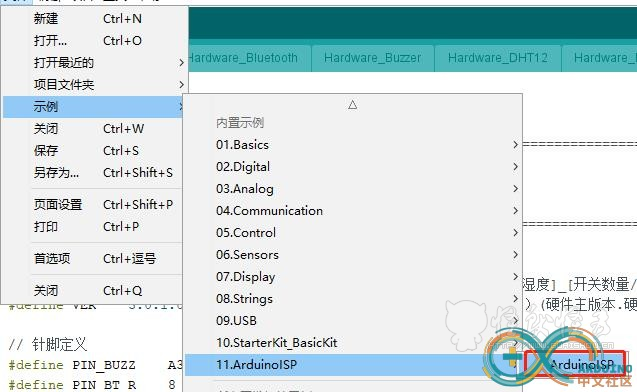 新建 Ctrl+N
打开... Ctrl+O
打开最近的
项目文件夹
示例
关闭 Ctrl+W
保存 Ctrl+S
另存为... Ctrl+Shift+S
页面设置 Ctrl+Shift+P
打印 Ctrl+P
首选项 Ctrl+逗号
关闭 Ctrl+Q
Hardware_Bluetooth Hardware_Buzzer Hardware_DHT12 Hardware_
内置示例
01.Basics
02.Digital
03.Analog
04.Communication
05.Control
06.Sensors
07.Display
08.Strings
09.USB
10.StarterKit_BasicKit
11.ArduinoISP
ArduinoISP
湿度]_[开关数量/
) (硬件主版本.硬
#define VER 3.0.1.0
// 针脚定义
#define PIN_BUZZ A3
#define PIN_BT_R 8
ARDUINO
中文社区